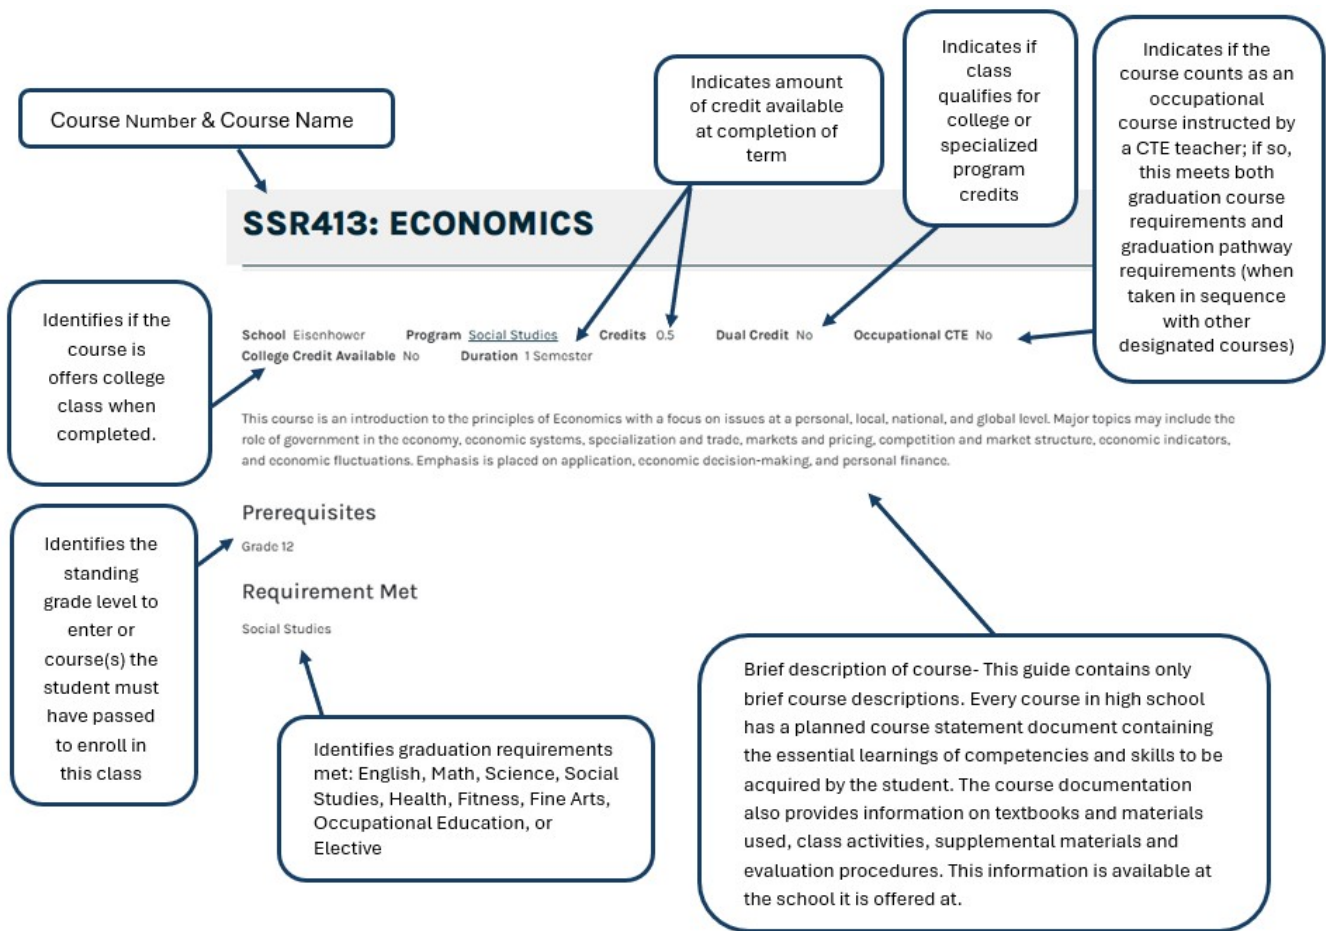 Course Number & Course Name
Indicates amount
of credit available
at completion of
term
Indicates if
class
qualifies for
college or
specialized
program
credits
Indicates if the
course counts as an
occupational
course instructed by
a CTE teacher; if so,
this meets both
graduation course
requirements and
graduation pathway
requirements (when
taken in sequence
with other
designated courses)
SSR413: ECONOMICS
Identifies if the
course is
offers college
class when
completed.
School Eisenhower Program Social Studies Credits 0.5 Dual Credit No Occupational CTE No
College Credit Available No Duration 1 Semester
This course is an introduction to the principles of Economics with a focus on issues at a personal, local, national, and global level. Major topics may include the
role of government in the economy, economic systems, specialization and trade, markets and pricing, competition and market structure, economic indicators,
and economic fluctuations. Emphasis is placed on application, economic decision-making, and personal finance.
Prerequisites
Grade 12
Identifies the
standing
grade level to
enter or
course(s) the
student must
have passed
to enroll in
this class
Requirement Met
Social Studies
Identifies graduation requirements
met: English, Math, Science, Social
Studies, Health, Fitness, Fine Arts,
Occupational Education, or
Elective
Brief description of course- This guide contains only
brief course descriptions. Every course in high school
has a planned course statement document containing
the essential learnings of competencies and skills to be
acquired by the student. The course documentation
also provides information on textbooks and materials
used, class activities, supplemental materials and
evaluation procedures. This information is available at
the school it is offered at.